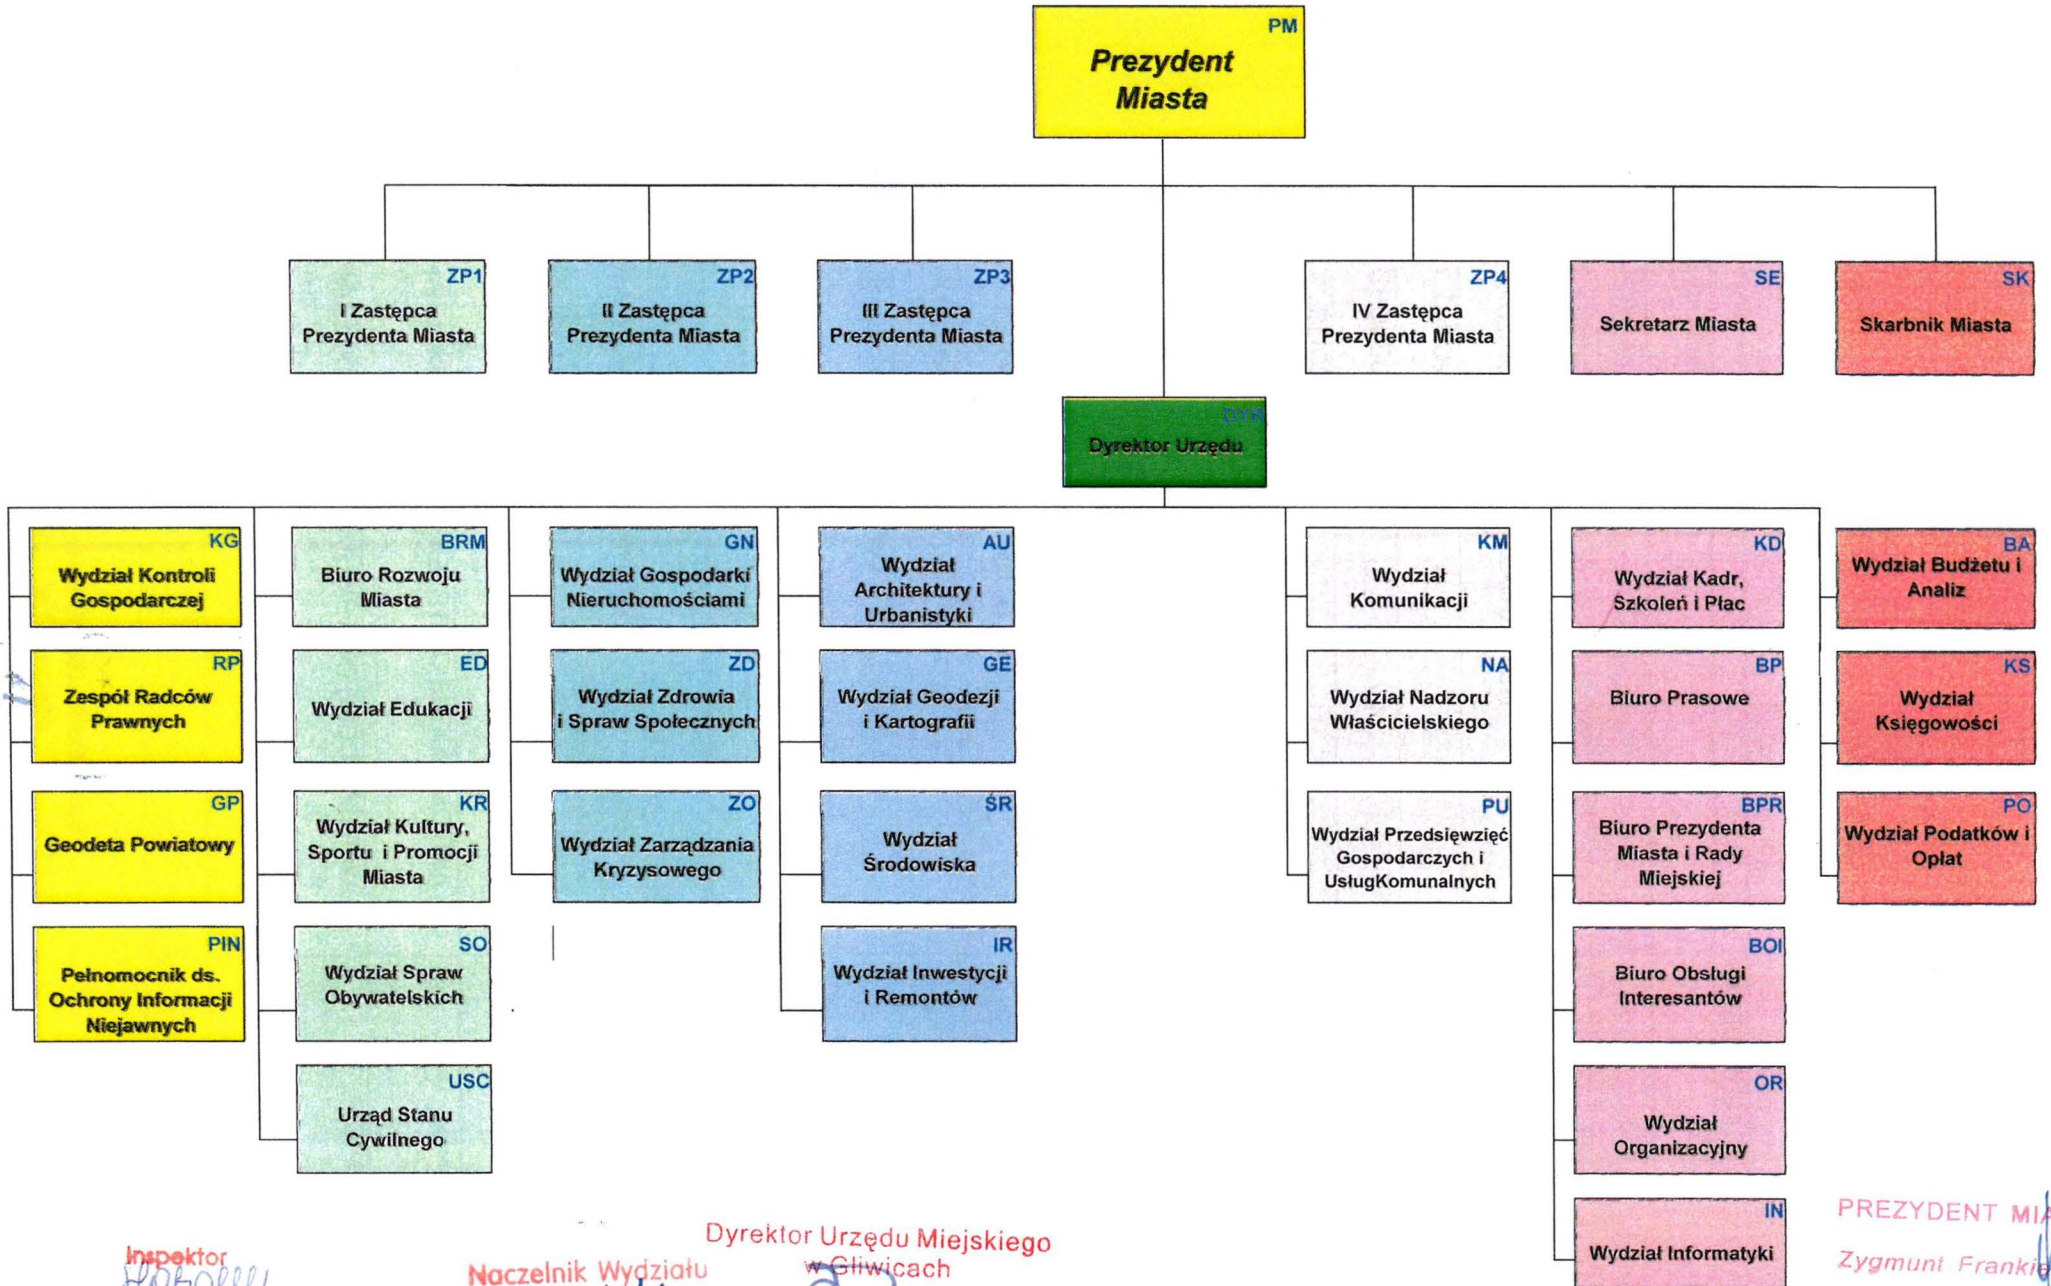 PM
Prezydent
Miasta
ZP1
I Zastępca
Prezydenta Miasta
ZP2
II Zastępca
Prezydenta Miasta
ZP3
III Zastępca
Prezydenta Miasta
ZP4
IV Zastępca
Prezydenta Miasta
SE
Sekretarz Miasta
SK
Skarbnik Miasta
DYR
Dyrektor Urzędu
KG
Wydział Kontroli
Gospodarczej
RP
Zespół Radców
Prawnych
GP
Geodeta Powiatowy
PIN
Pełnomocnik ds.
Ochrony Informacji
Niejawnych
BRM
Biuro Rozwoju
Miasta
ED
Wydział Edukacji
KR
Wydział Kultury,
Sportu i Promocji
Miasta
SO
Wydział Spraw
Obywatelskich
USC
Urząd Stanu
Cywilnego
GN
Wydział Gospodarki
Nieruchomościami
ZD
Wydział Zdrowia
i Spraw Społecznych
ZO
Wydział Zarządzania
Kryzysowego
AU
Wydział
Architektury i
Urbanistyki
GE
Wydział Geodezji
i Kartografii
ŚR
Wydział
Środowiska
IR
Wydział Inwestycji
i Remontów
KM
Wydział
Komunikacji
NA
Wydział Nadzoru
Właścicielskiego
PU
Wydział Przedsięwzięć
Gospodarczych i
UsługKomunalnych
KD
Wydział Kadr,
Szkoleń i Płac
BP
Biuro Prasowe
BPR
Biuro Prezydenta
Miasta i Rady
Miejskiej
BOI
Biuro Obsługi
Interesantów
OR
Wydział
Organizacyjny
IN
Wydział Informatyki
BA
Wydział Budżetu i
Analiz
KS
Wydział
Księgowości
PO
Wydział Podatków i
Opłat
Inspektor
Naczelnik Wydziału
Dyrektor Urzędu Miejskiego
w Gliwicach
PREZYDENT
Zygmunt